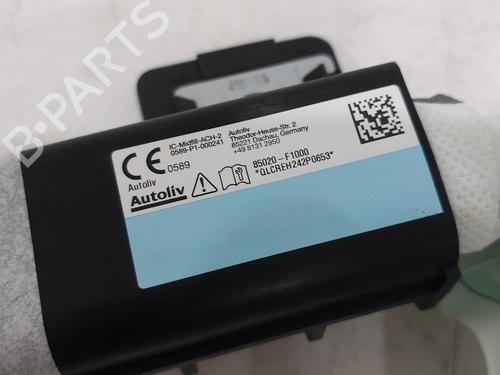 B-PARTS
IC-Midfill-ACH-2
0589-P1-000241
Autoliv
Theodor-Heuss-Str. 2
85221 Dachau, Germany
+49 8131 2950
CE 0589
Autoliv
Autoliv
85020-F1000
*QLCREH242P0653*